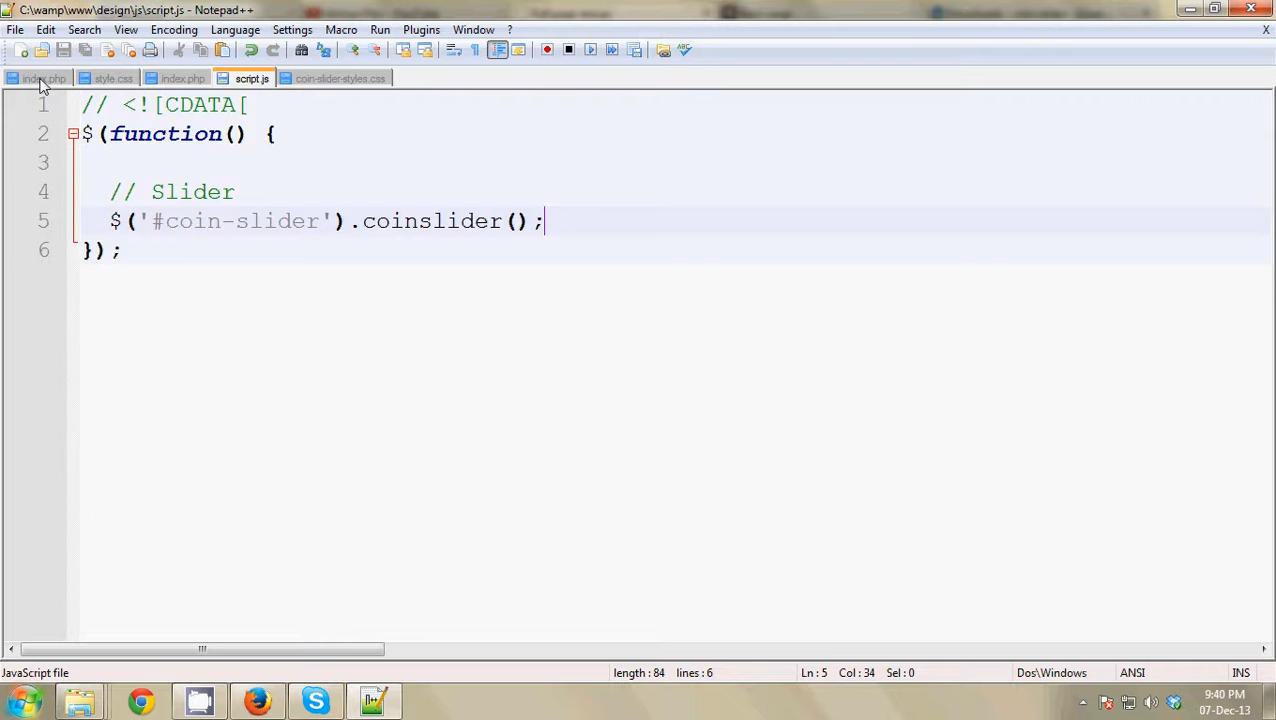 C:\wamp\www\design\js\script.js - Notepad++
File Edit Search View Encoding Language Settings Macro Run Plugins Window ? X
index.php style.css index.php script.js coin-slider-styles.css
1 // <![CDATA[
2 $(function() {
3
4 // Slider
5 $('#coin-slider').coinslider();
6 });
JavaScript file length : 84 lines : 6 Ln : 5 Col : 34 Sel : 0 Dos\Windows ANSI INS
9:40 PM
07-Dec-13